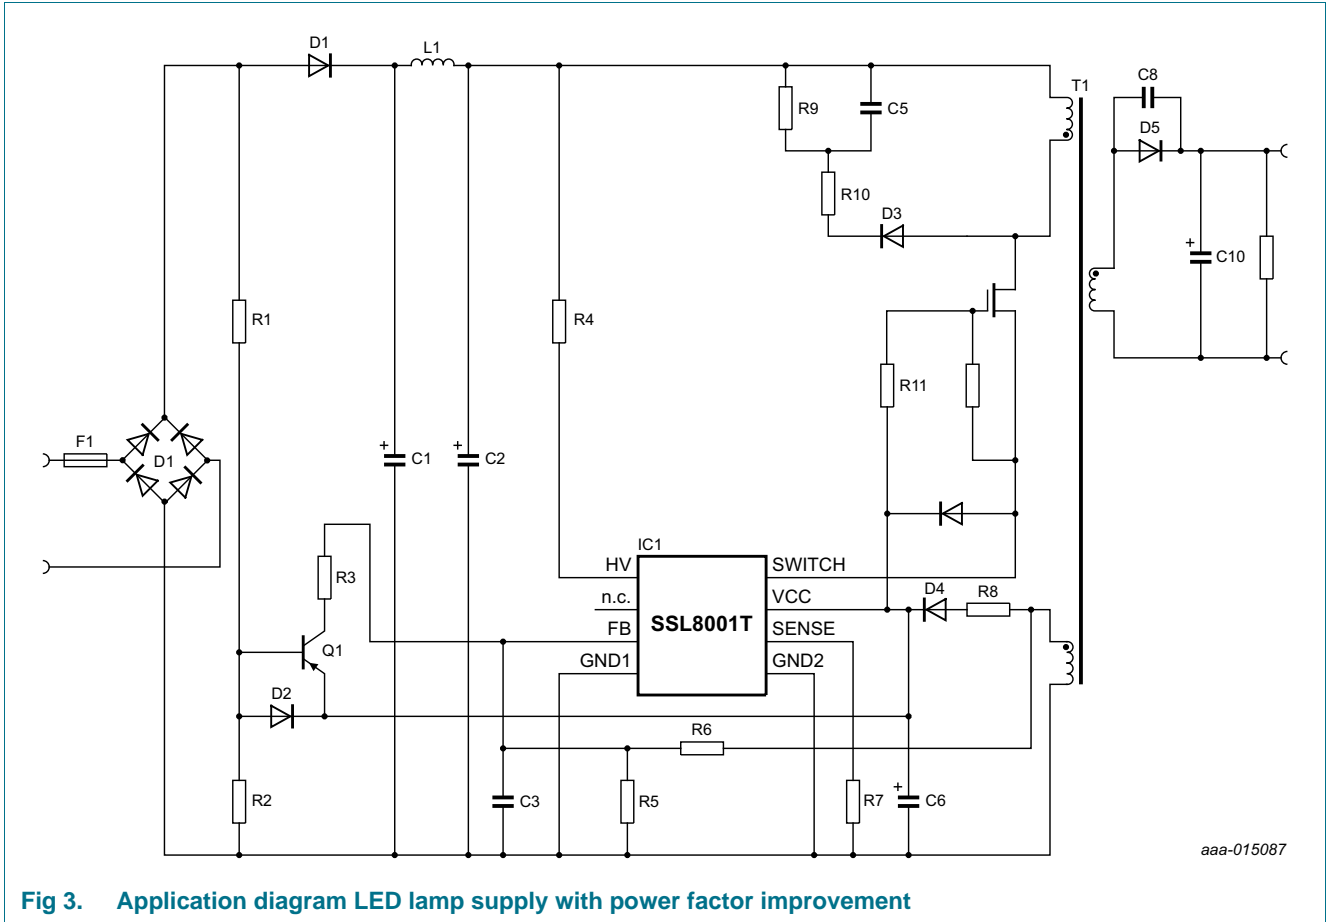 D1
L1
T1
C8
R9
C5
D5
R10
D3
C10
+
R1
R4
R11
F1
D1
+
C1
+
C2
IC1
HV
SWITCH
R3
n.c.
VCC
D4
R8
SSL8001T
FB
SENSE
Q1
GND1
GND2
D2
R6
R2
C3
R5
R7
+
C6
aaa-015087
Fig 3. Application diagram LED lamp supply with power factor improvement